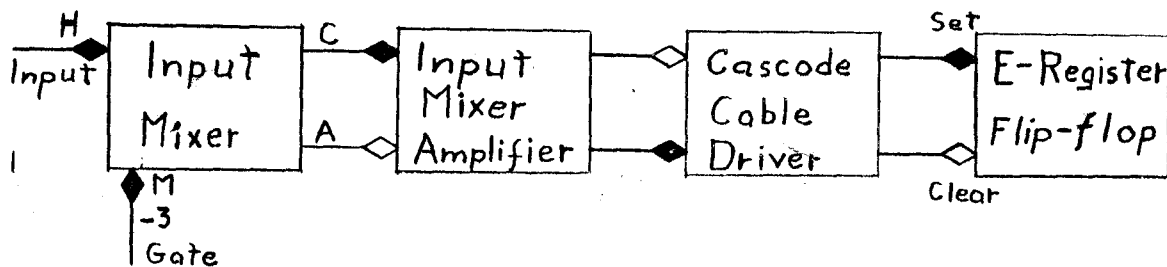 H
Input
Input
Mixer
M
-3
Gate
C
A
Input
Mixer
Amplifier
Cascode
Cable
Driver
Set
Clear
E-Register
Flip-flop